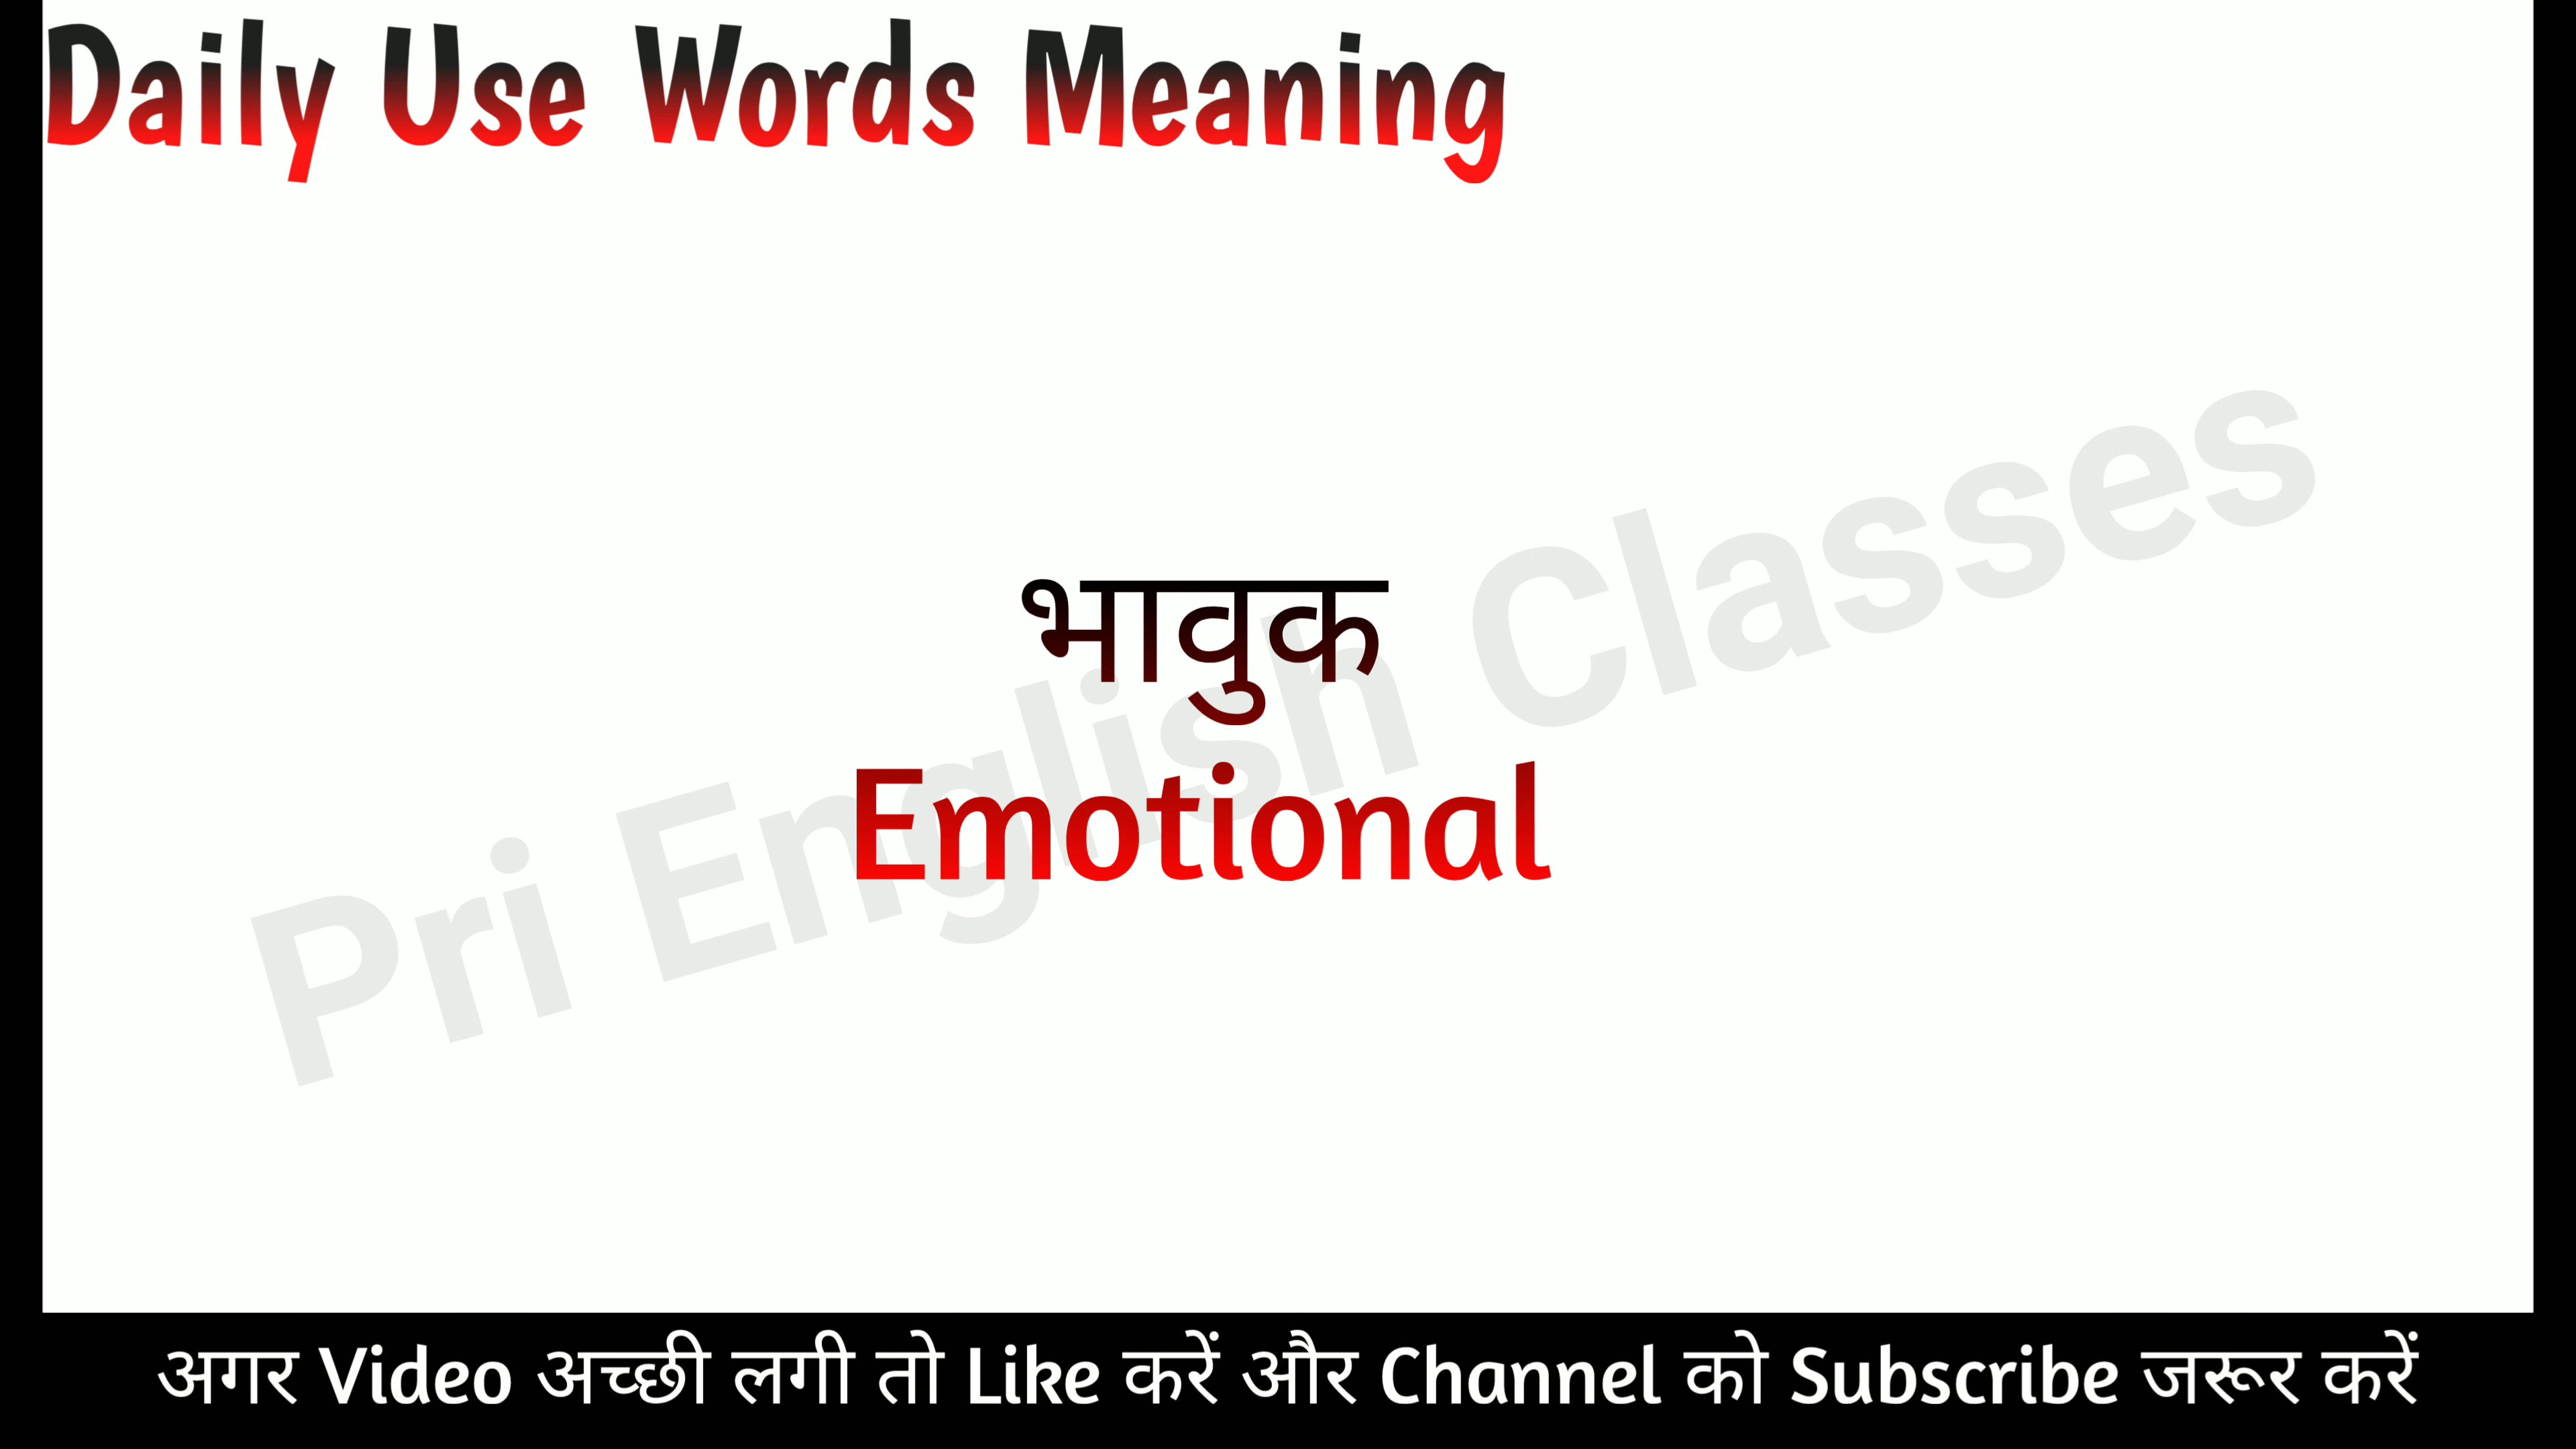 Daily Use Words Meaning
भावुक
Emotional
Pri English Classes
अगर Video अच्छी लगी तो Like करें और Channel को Subscribe जरूर करें